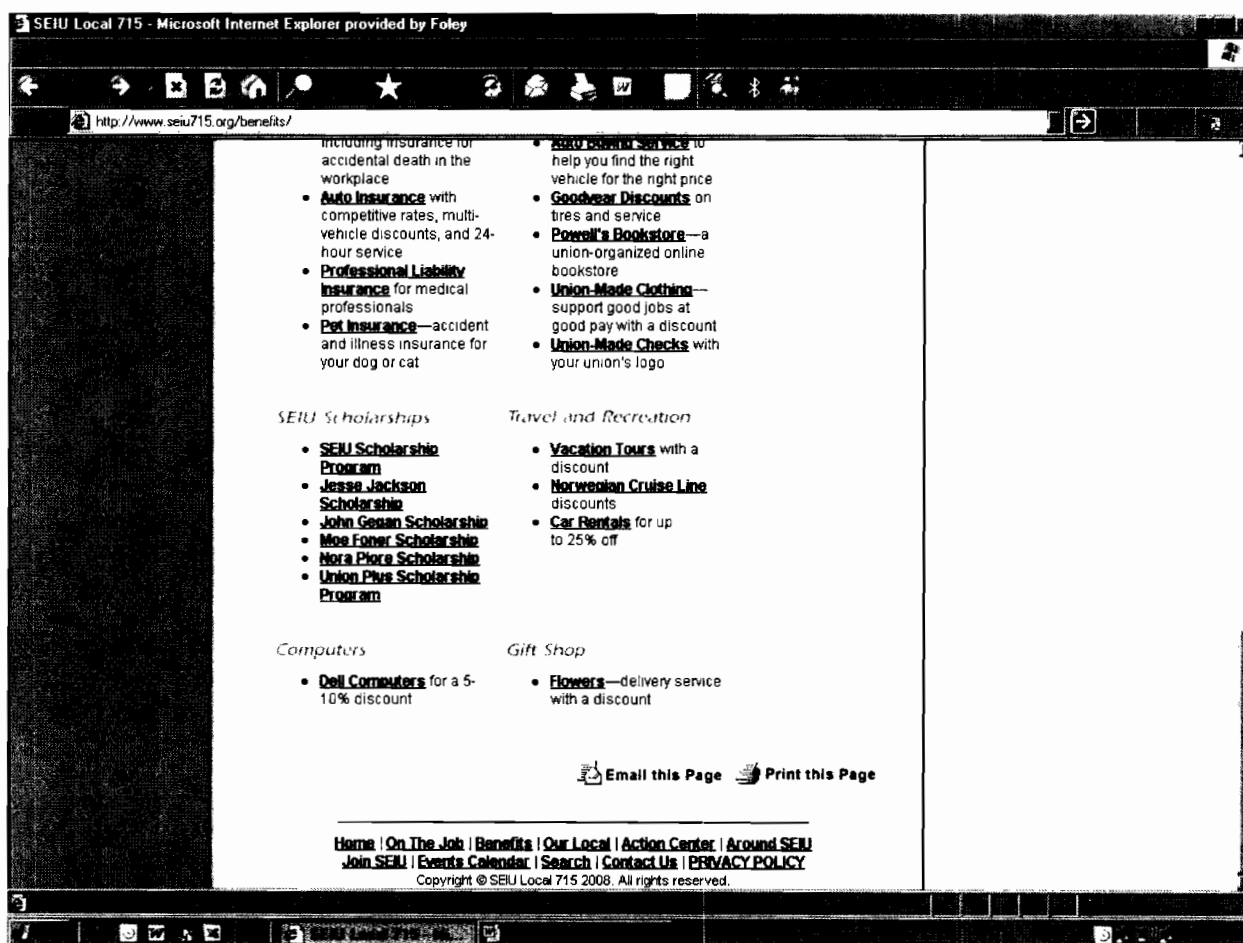 SEIU Local 715 - Microsoft Internet Explorer provided by Foley
http://www.seiu715.org/benefits/
including insurance for
accidental death in the
workplace
Auto Insurance with
competitive rates, multi-
vehicle discounts, and 24-
hour service
Professional Liability
Insurance for medical
professionals
Pet Insurance—accident
and illness insurance for
your dog or cat
Auto Buying Service to
help you find the right
vehicle for the right price
Goodyear Discounts on
tires and service
Powell's Bookstore—a
union-organized online
bookstore
Union-Made Clothing—
support good jobs at
good pay with a discount
Union-Made Checks with
your union's logo
SEIU Scholarships
SEIU Scholarship
Program
Jesse Jackson
Scholarship
John Geagan Scholarship
Moe Foner Scholarship
Nora Piore Scholarship
Union Plus Scholarship
Program
Travel and Recreation
Vacation Tours with a
discount
Norwegian Cruise Line
discounts
Car Rentals for up
to 25% off
Computers
Dell Computers for a 5-
10% discount
Gift Shop
Flowers—delivery service
with a discount
Email this Page Print this Page
Home | On The Job | Benefits | Our Local | Action Center | Around SEIU
Join SEIU | Events Calendar | Search | Contact Us | PRIVACY POLICY
Copyright © SEIU Local 715 2008. All rights reserved.